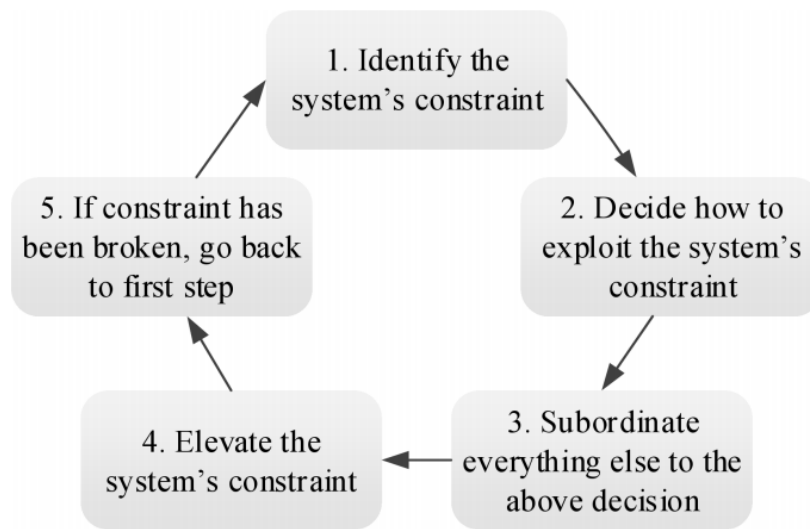 1. Identify the
system’s constraint
2. Decide how to
exploit the system’s
constraint
3. Subordinate
everything else to the
above decision
4. Elevate the
system’s constraint
5. If constraint has
been broken, go back
to first step